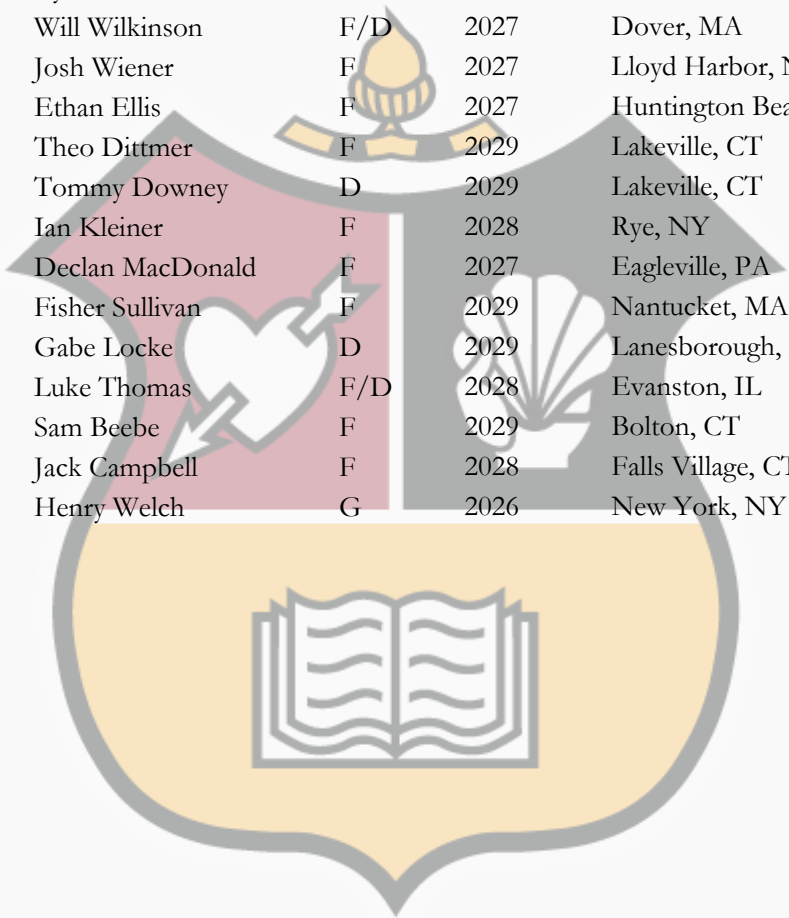 Will Wilkinson F/D 2027 Dover, MA
Josh Wiener F 2027 Lloyd Harbor,
Ethan Ellis F 2027 Huntington
Theo Dittmer F 2029 Lakeville, CT
Tommy Downey D 2029 Lakeville, CT
Ian Kleiner F 2028 Rye, NY
Declan MacDonald F 2027 Eagleville, PA
Fisher Sullivan F 2029 Nantucket, MA
Gabe Locke D 2029 Lanesborough,
Luke Thomas F/D 2028 Evanston, IL
Sam Beebe F 2029 Bolton, CT
Jack Campbell F 2028 Falls Village, CT
Henry Welch G 2026 New York, NY